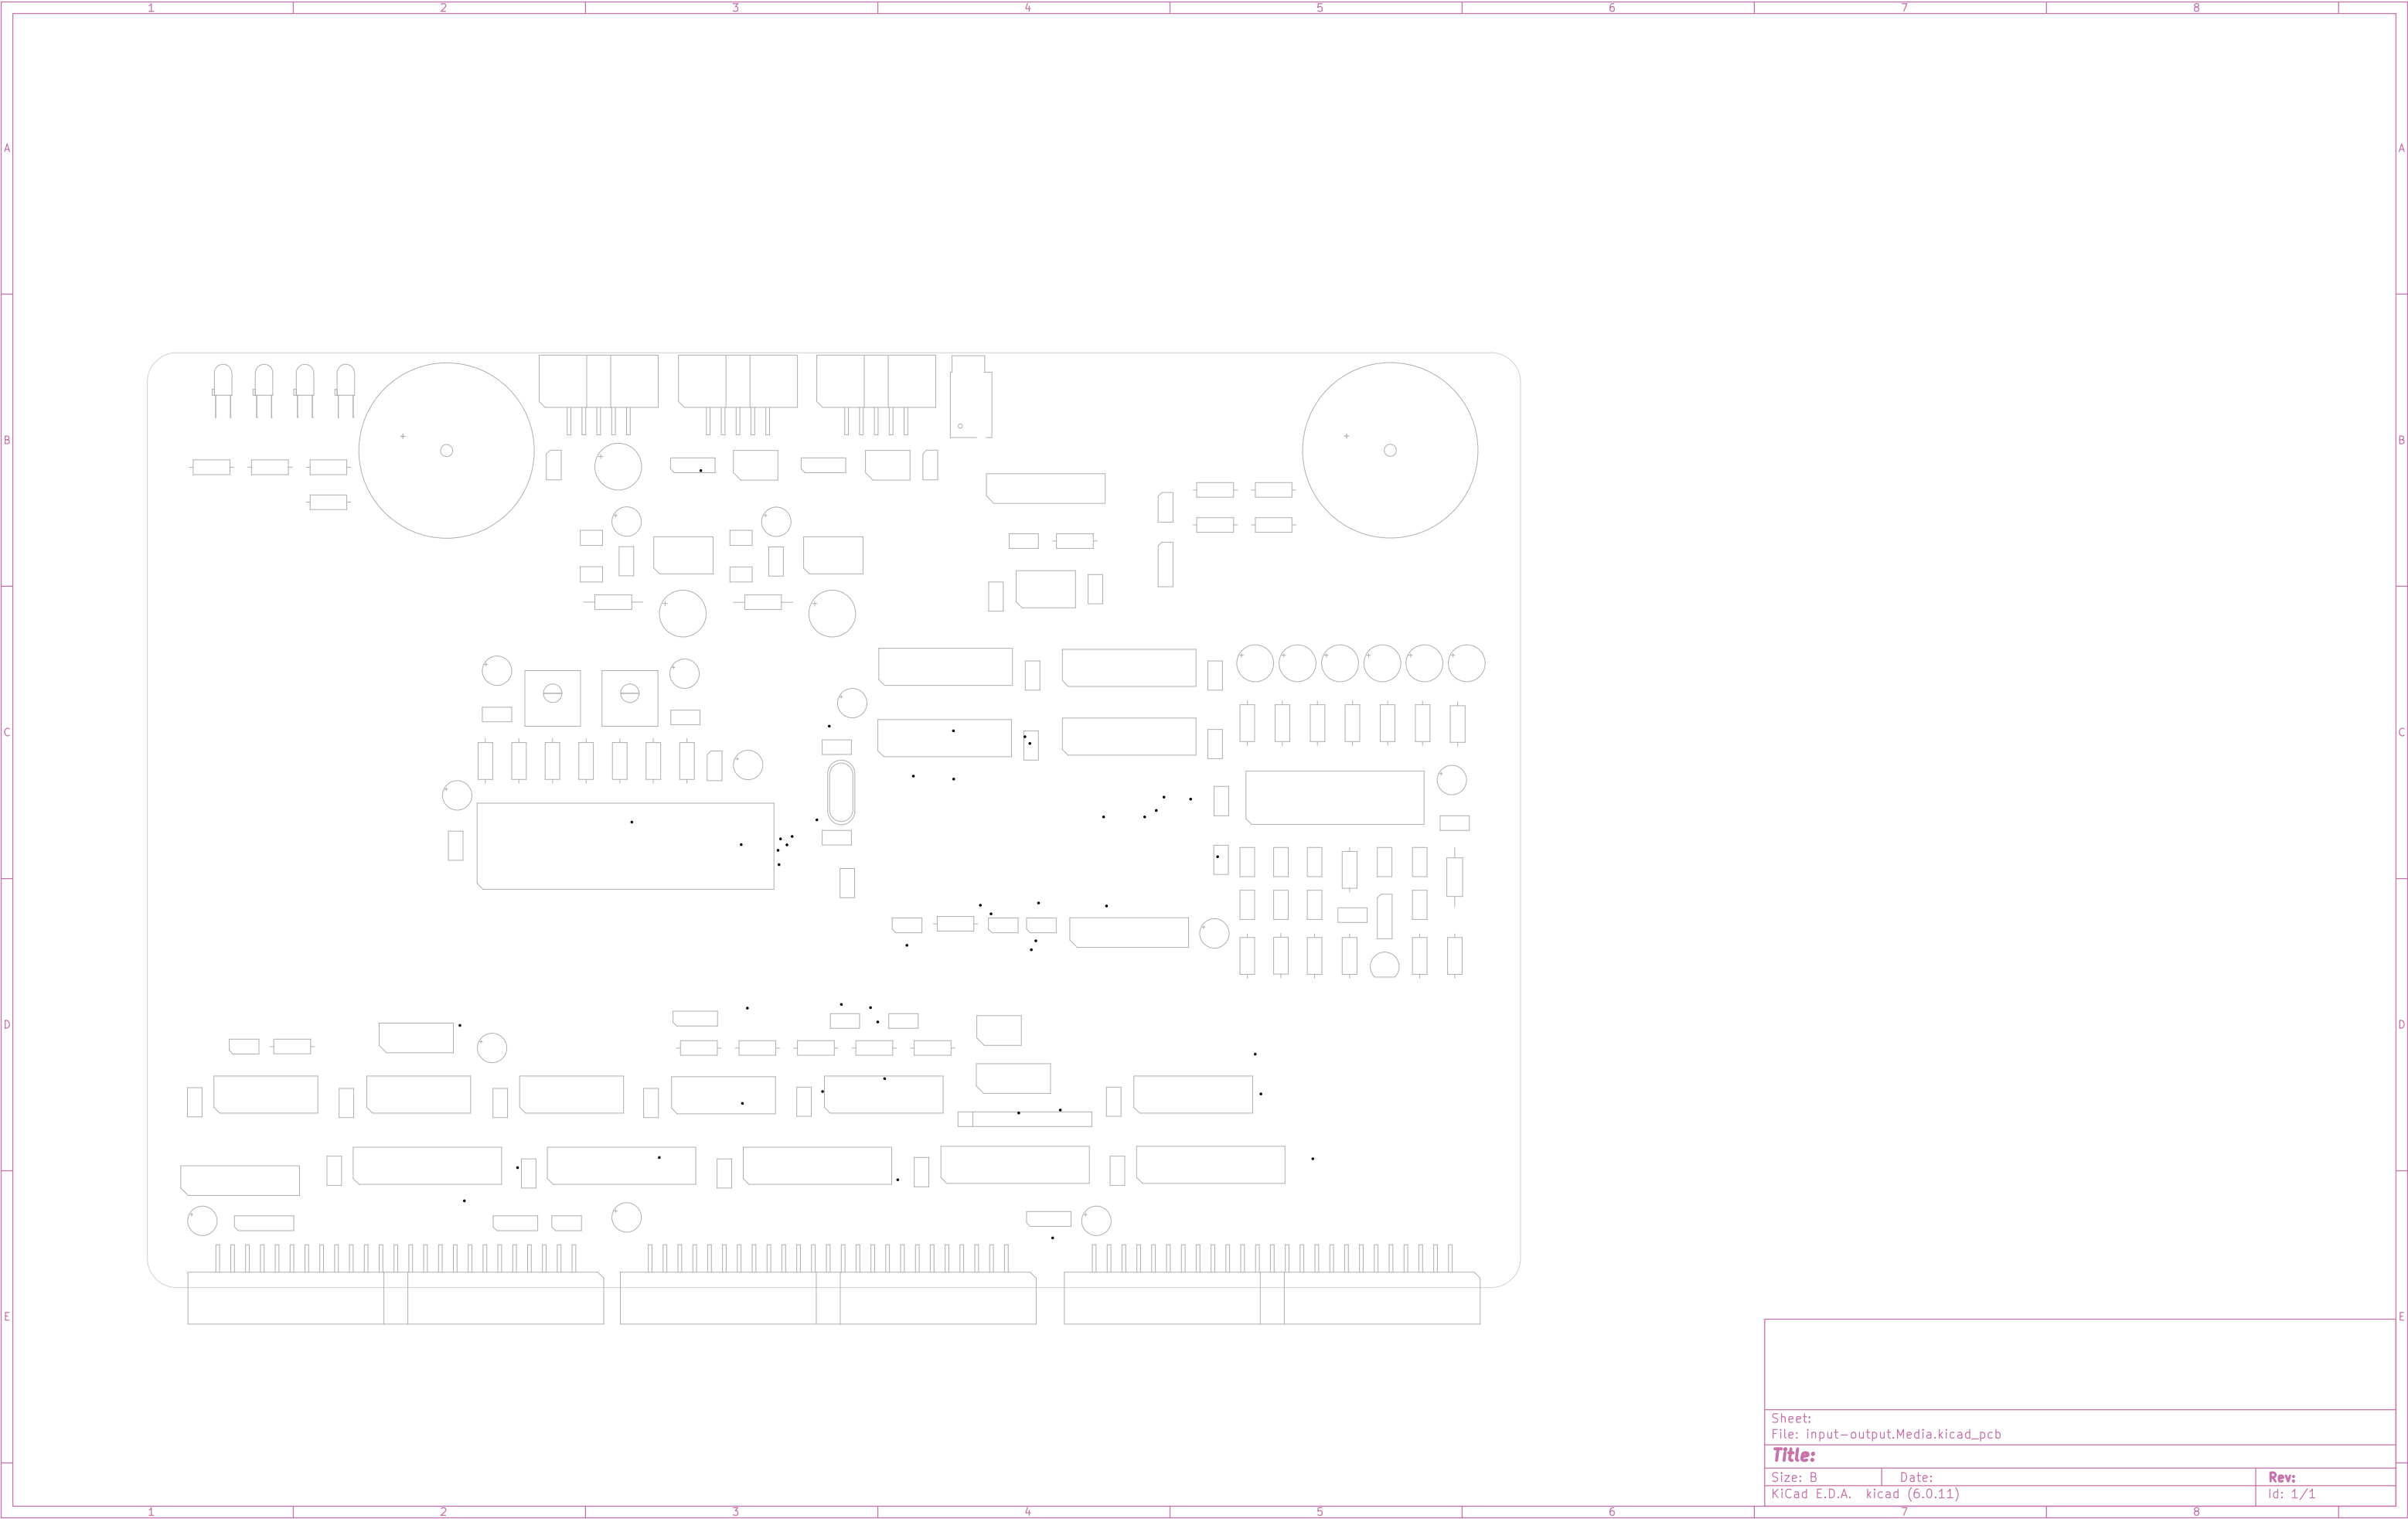 1 2 3 4 5 6 7 8
A A
B B
C C
D D
E E
Sheet:
File: input-output.Media.kicad_pcb
Title:
Size: B Date: Rev:
KiCad E.D.A. kicad (6.0.11) Id: 1/1
1 2 3 4 5 6 7 8